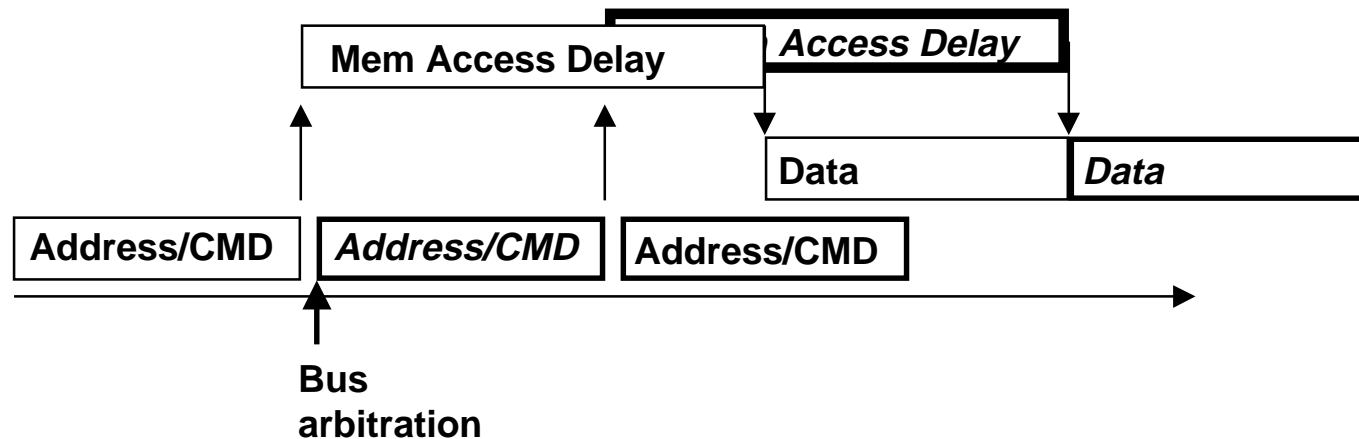 Mem Access Delay
Access Delay
Data
Data
Address/CMD
Address/CMD
Address/CMD
Bus
arbitration